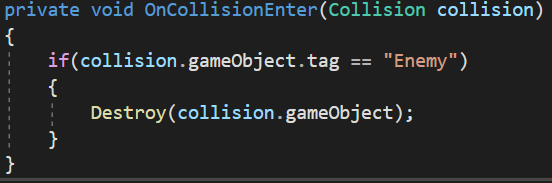 private void OnCollisionEnter(Collision collision)
{
if(collision.gameObject.tag == "Enemy")
{
Destroy(collision.gameObject);
}
}